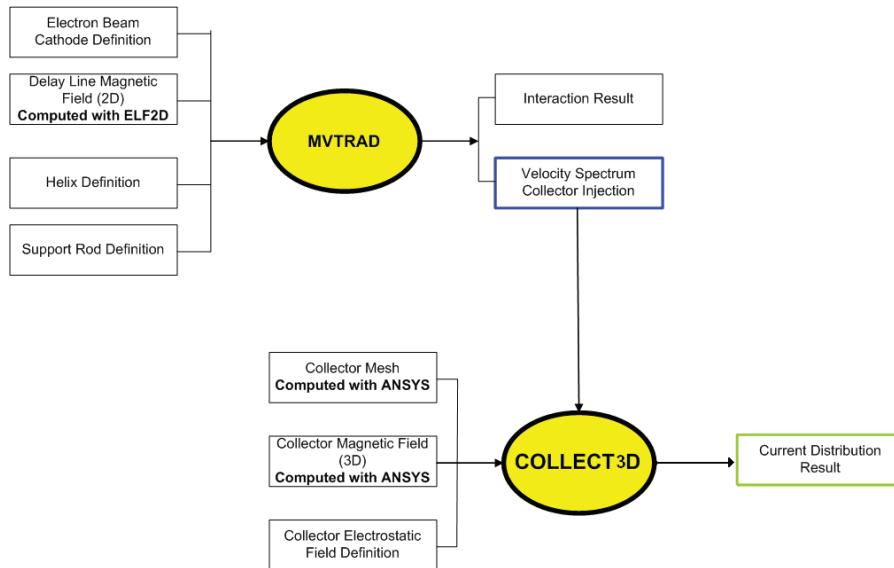 Electron Beam
Cathode Definition
Delay Line Magnetic
Field (2D)
Computed with ELF2D
Helix Definition
Support Rod Definition
MVTRAD
Interaction Result
Velocity Spectrum
Collector Injection
Collector Mesh
Computed with ANSYS
Collector Magnetic Field
(3D)
Computed with ANSYS
Collector Electrostatic
Field Definition
COLLECT3D
Current Distribution
Result